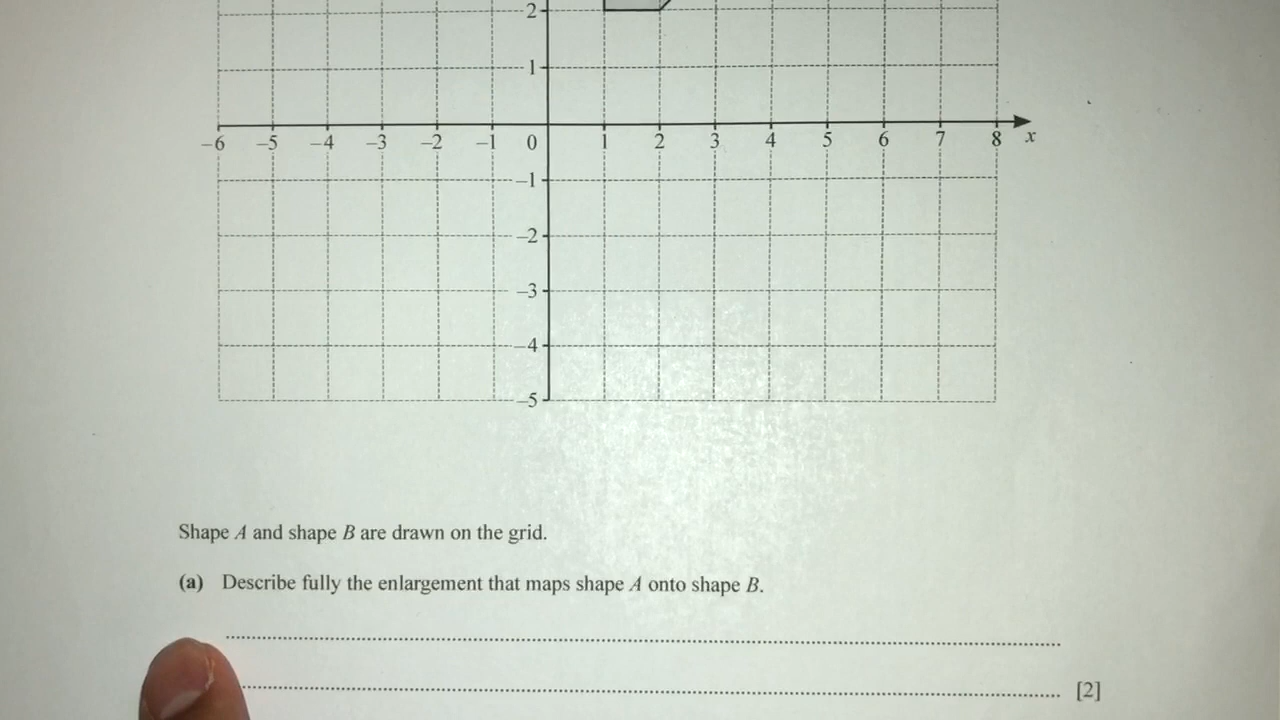 2
1
–6 –5 –4 –3 –2 –1 0 1 2 3 4 5 6 7 8 x
–1
–2
–3
–4
–5
Shape A and shape B are drawn on the grid.
(a) Describe fully the enlargement that maps shape A onto shape B.
[2]